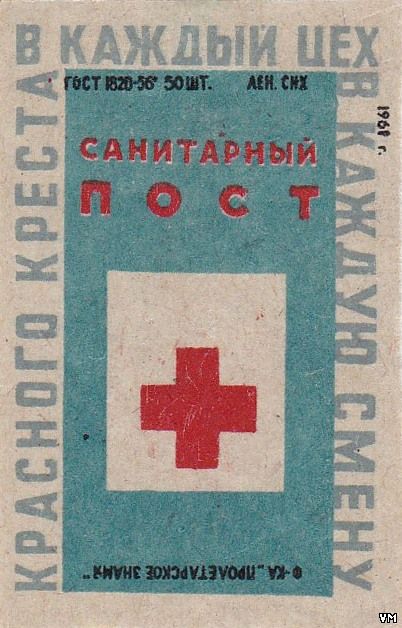 КРАСНОГО КРЕСТА
В КАЖДЫЙ ЦЕХ
В КАЖДУЮ СМЕНУ
ГОСТ 1820-56 50 ШТ. ЛЕН. СНХ
1961 г.
САНИТАРНЫЙ
ПОСТ
Ф-КА „ПРОЛЕТАРСКОЕ ЗНАМЯ"
VM